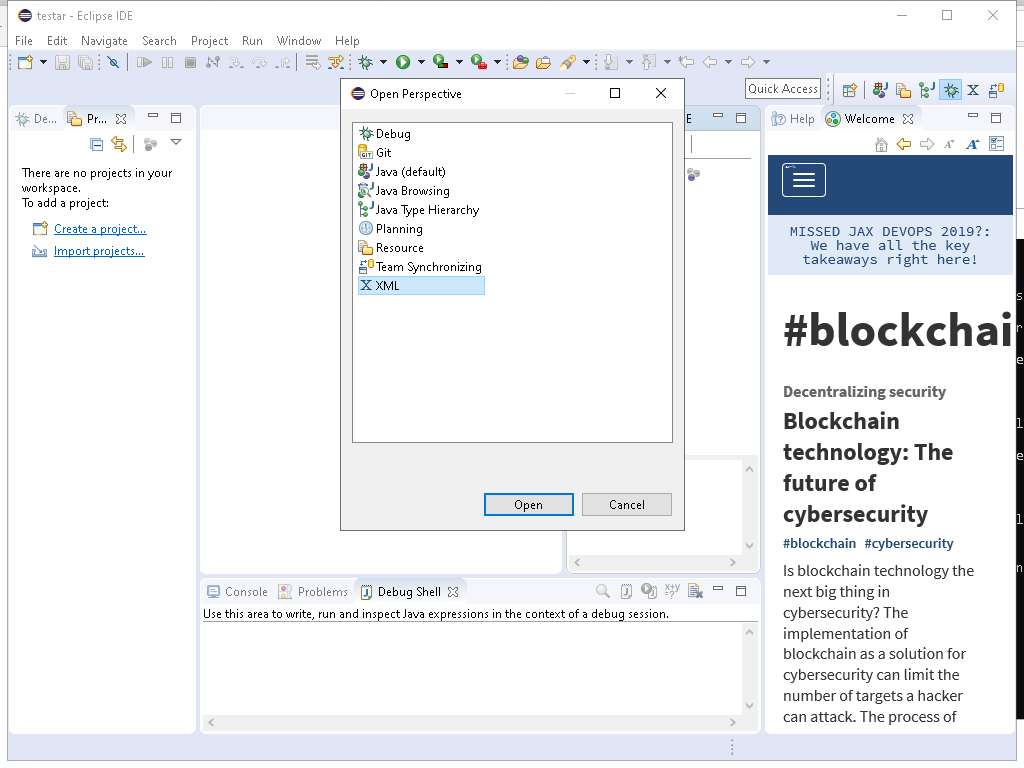 testar - Eclipse IDE
File Edit Navigate Search Project Run Window Help
Quick Access
De... Pr...
There are no projects in your
workspace.
To add a project:
Create a project...
Import projects...
Open Perspective
Debug
Git
Java (default)
Java Browsing
Java Type Hierarchy
Planning
Resource
Team Synchronizing
X XML
Open Cancel
E
Console Problems Debug Shell
Use this area to write, run and inspect Java expressions in the context of a debug session.
Help Welcome
MISSED JAX DEVOPS 2019?:
We have all the key
takeaways right here!
#blockchai
Decentralizing security
Blockchain
technology: The
future of
cybersecurity
#blockchain #cybersecurity
Is blockchain technology the
next big thing in
cybersecurity? The
implementation of
blockchain as a solution for
cybersecurity can limit the
number of targets a hacker
can attack. The process of